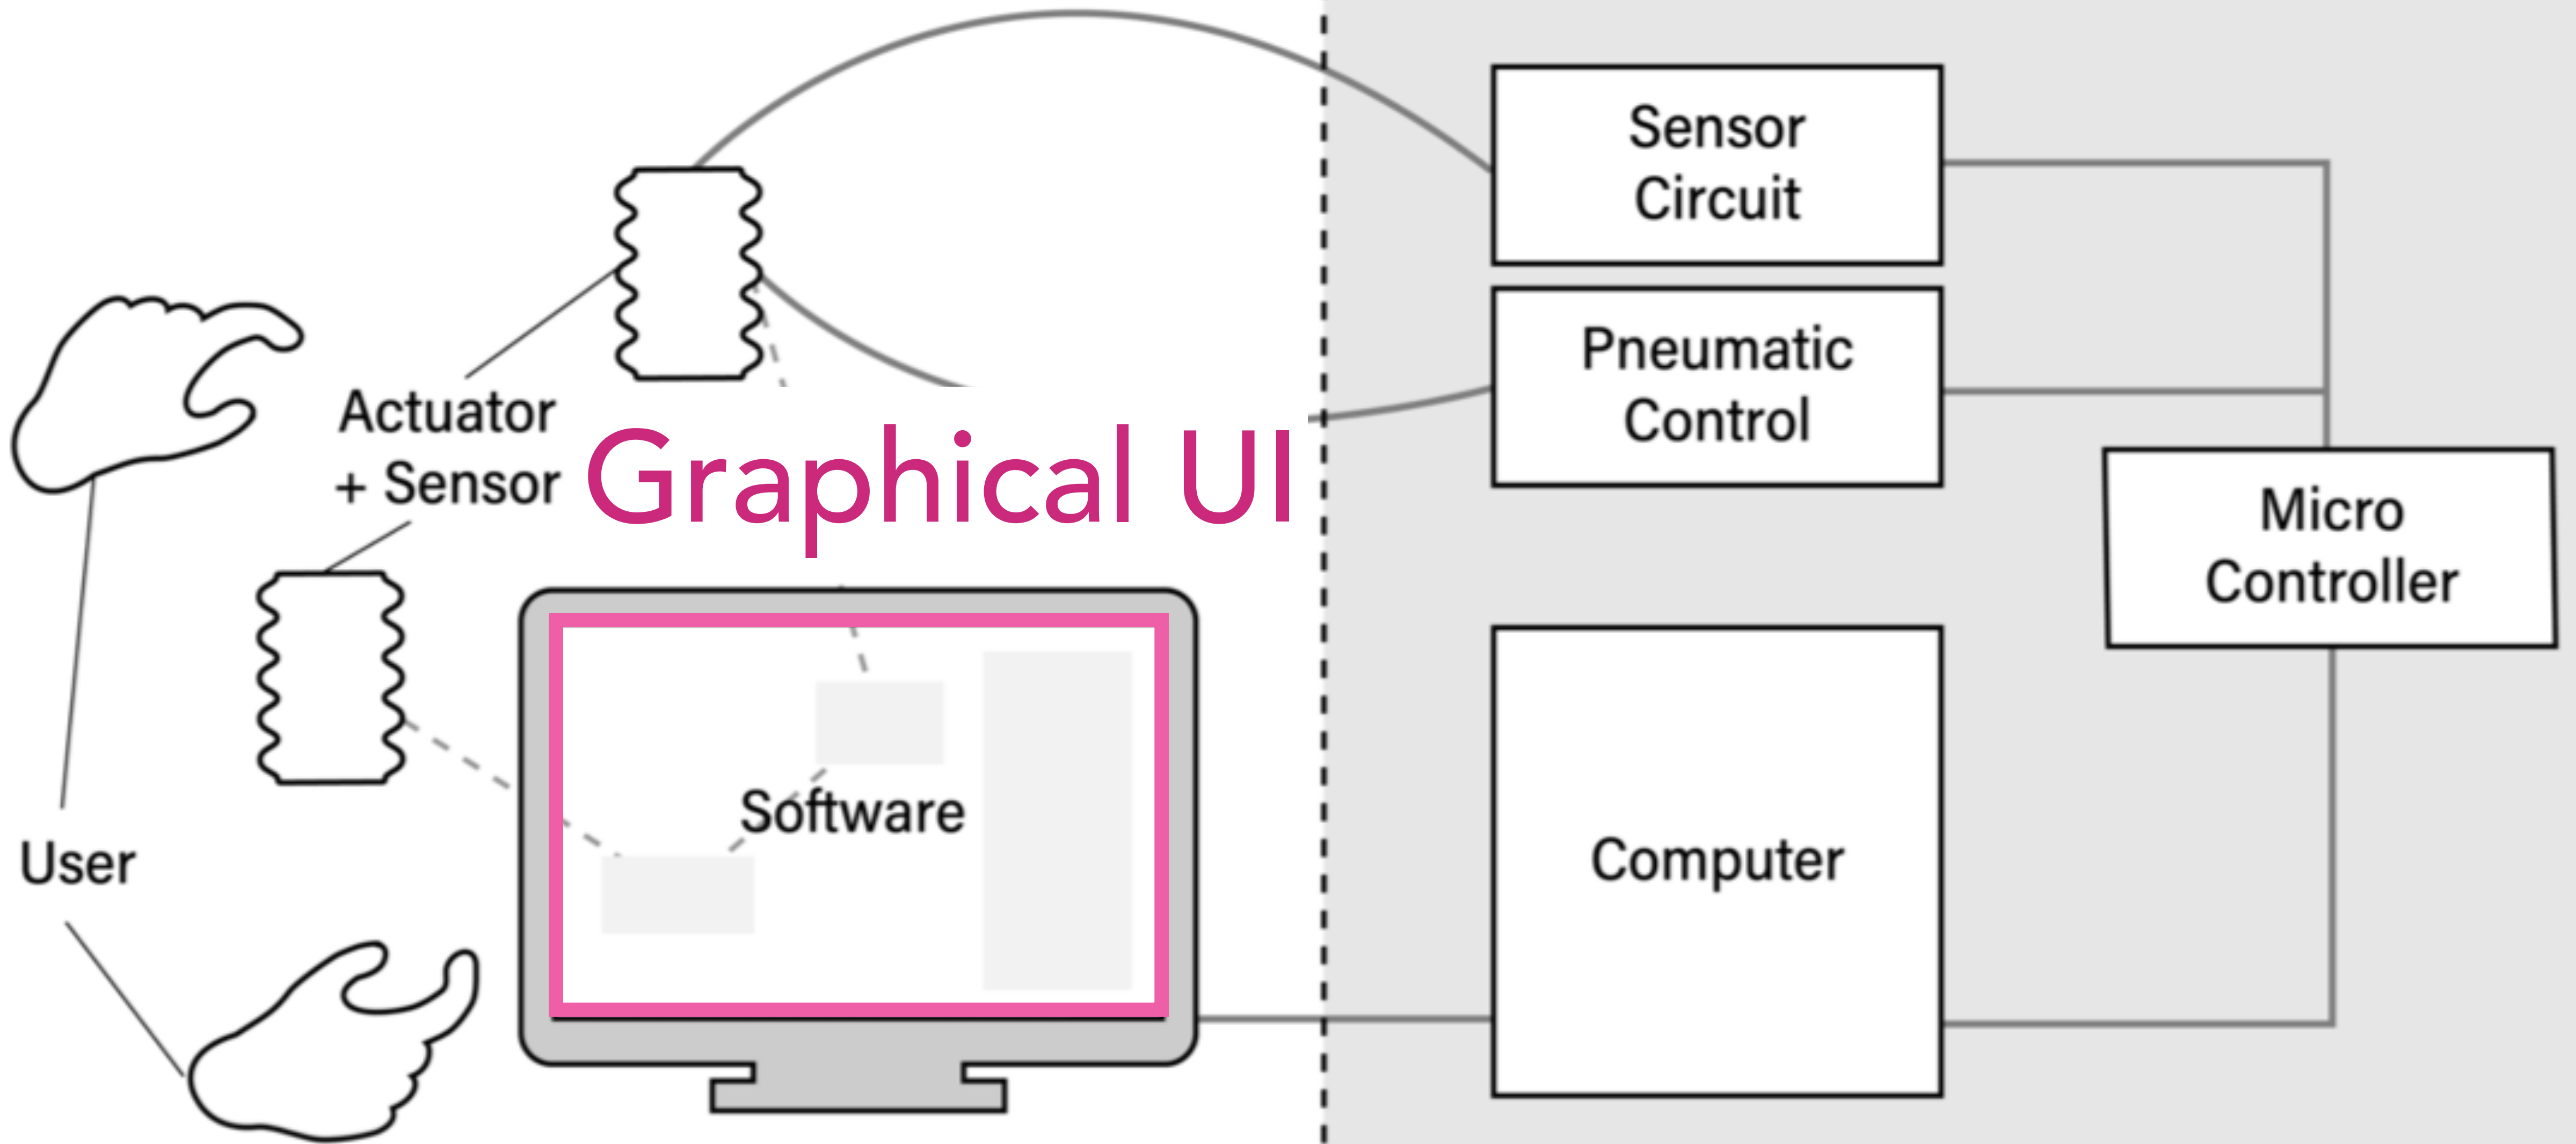 Sensor
Circuit
Pneumatic
Control
Actuator
+ Sensor
Graphical UI
Micro
Controller
Software
User
Computer